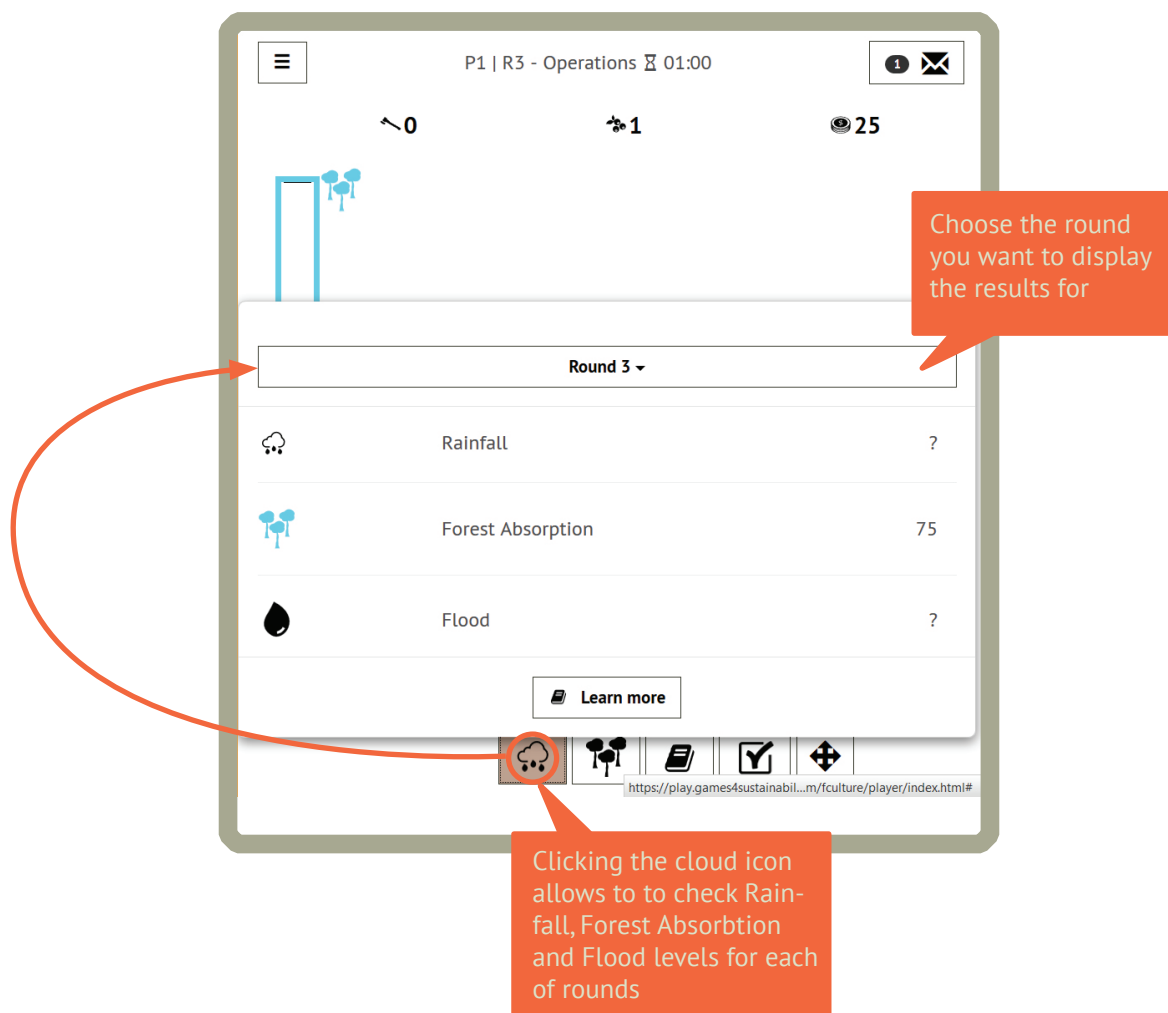 P1 | R3 - Operations 01:00
1
0
1
25
Choose the round
you want to display
the results for
Round 3
Rainfall ?
Forest Absorption 75
Flood ?
Learn more
https://play.games4sustainabil...m/fculture/player/index.html#
Clicking the cloud icon
allows to to check Rain-
fall, Forest Absorbtion
and Flood levels for each
of rounds